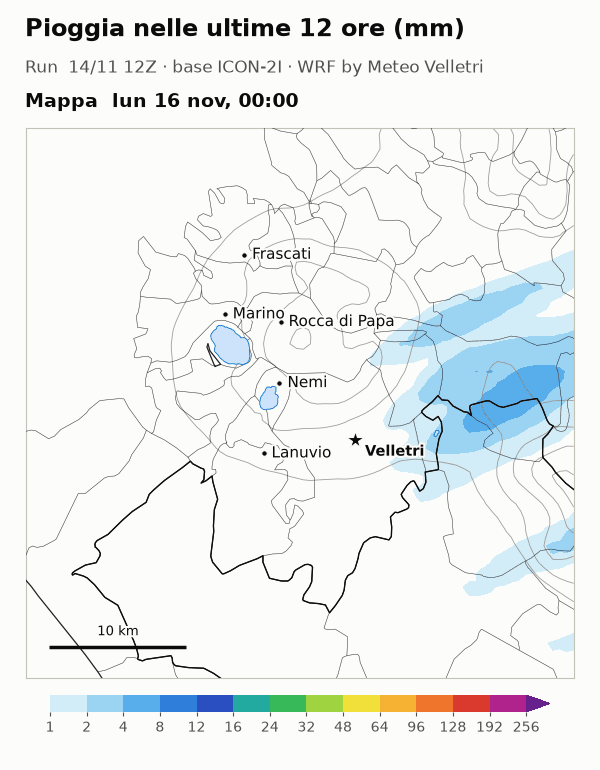 Pioggia nelle ultime 12 ore (mm)
Run  14/11 12Z · base ICON-2I · WRF by Meteo Velletri
Mappa  lun 16 nov, 00:00
Frascati
Marino
Rocca di Papa
Nemi
Velletri
Lanuvio
10 km
1 2 4 8 12 16 24 32 48 64 96 128 192 256